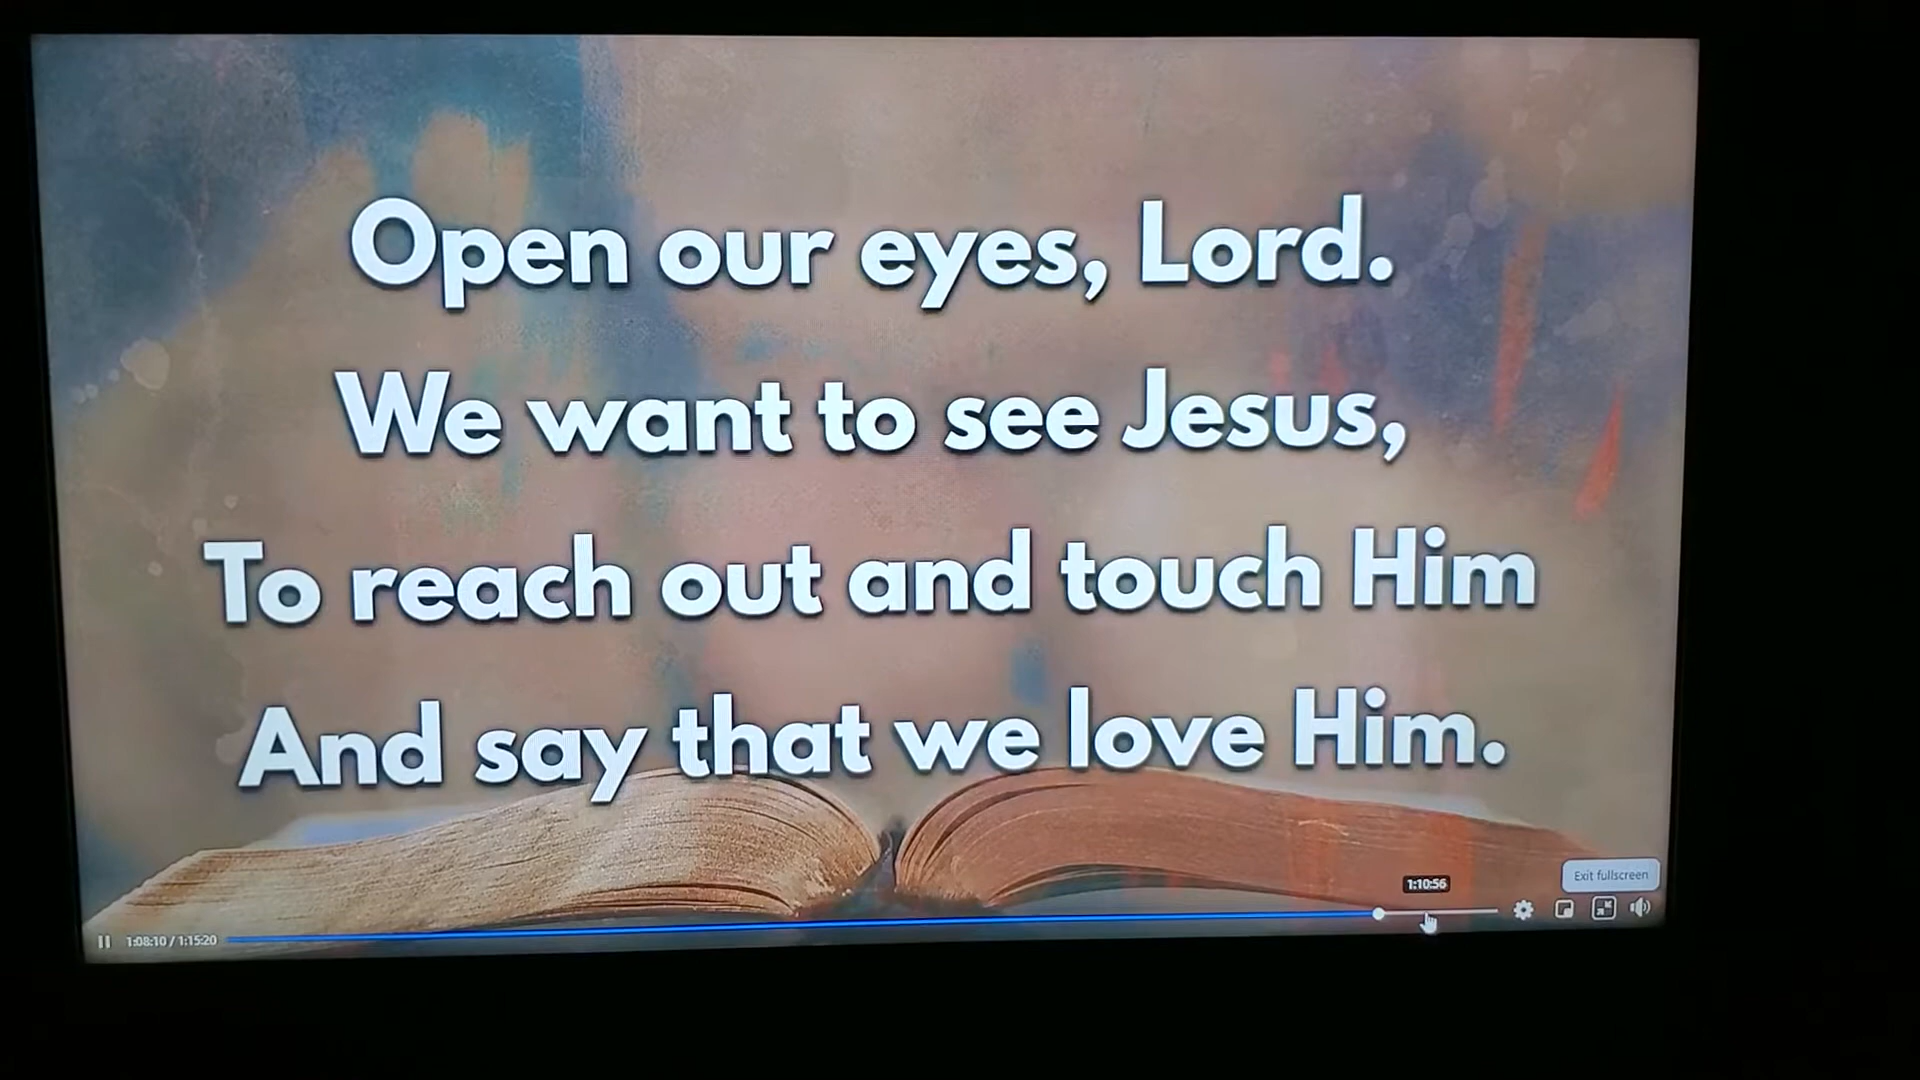 Open our eyes, Lord.
We want to see Jesus,
To reach out and touch Him
And say that we love Him.
1:10:56
Exit fullscreen
1:08:10 / 1:15:20